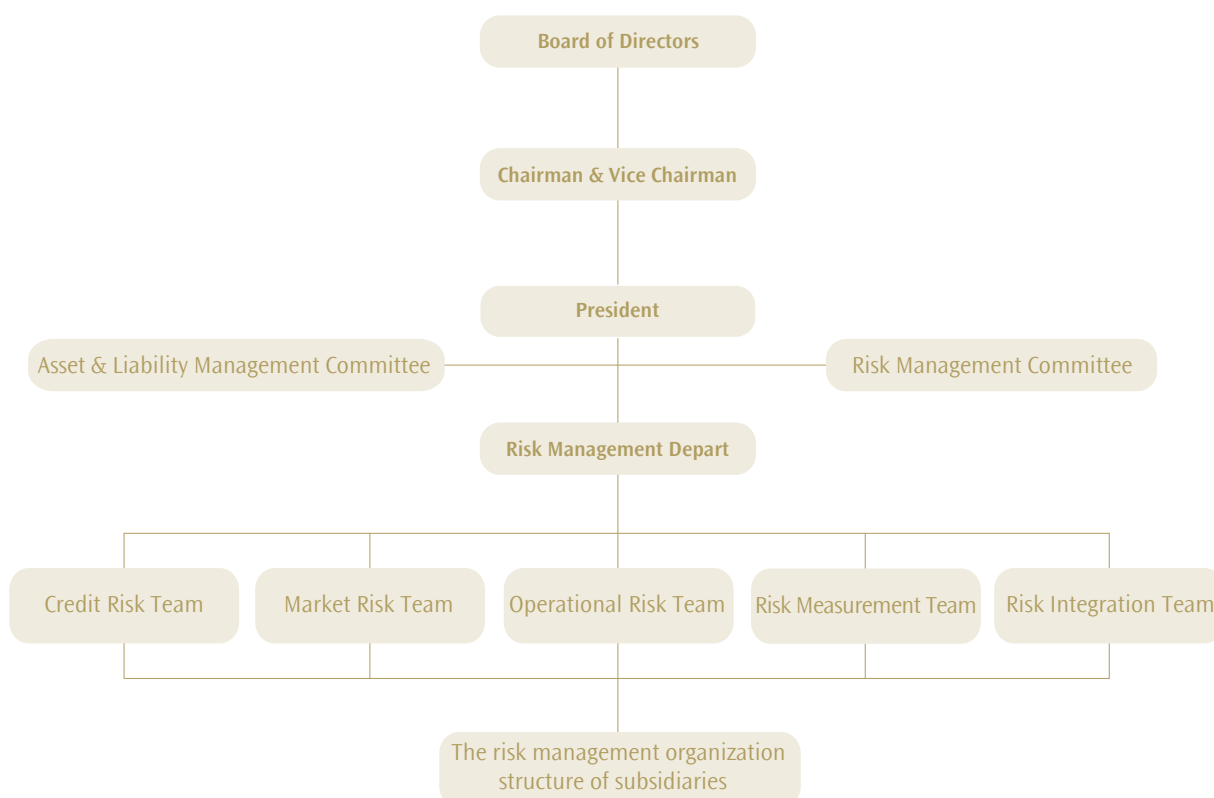 Board of Directors
Chairman & Vice Chairman
President
Asset & Liability Management Committee
Risk Management Committee
Risk Management Depart
Credit Risk Team
Market Risk Team
Operational Risk Team
Risk Measurement Team
Risk Integration Team
The risk management organization
structure of subsidiaries